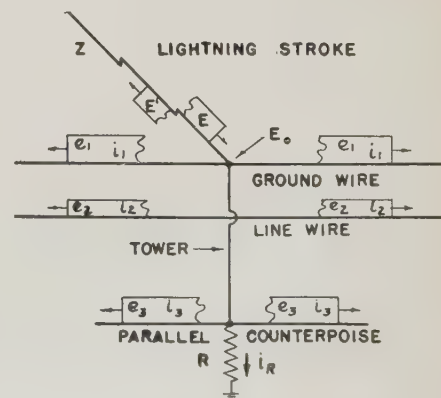 Z LIGHTNING STROKE
E' E
E₀
e₁ i₁ e₁ i₁
GROUND WIRE
e₂ i₂ e₂ i₂
LINE WIRE
TOWER
e₃ i₃ e₃ i₃
PARALLEL COUNTERPOISE
R i_R